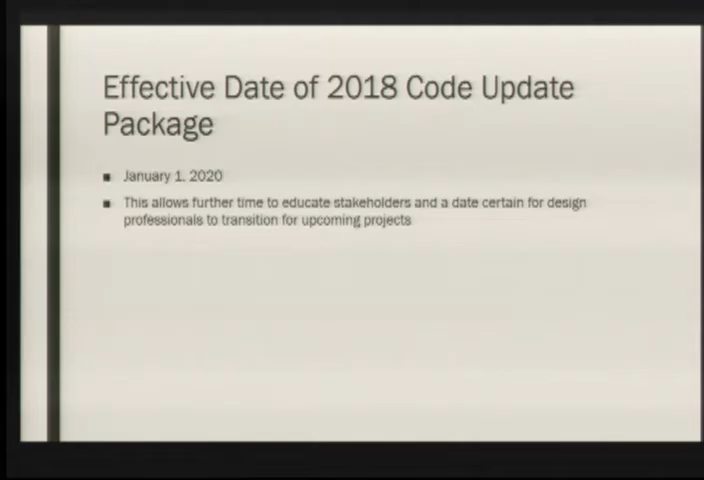 Effective Date of 2018 Code Update
Package
January 1, 2020
This allows further time to educate stakeholders and a date certain for design
professionals to transition for upcoming projects